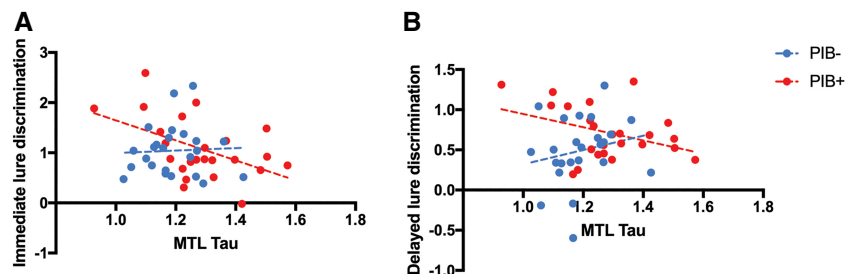 A
Immediate lure discrimination
3
2
1
0
-1
1.0 1.2 1.4 1.6 1.8
MTL Tau
B
Delayed lure discrimination
1.5
1.0
0.5
0.0
-0.5
-1.0
1.0 1.2 1.4 1.6 1.8
MTL Tau
PIB-
PIB+